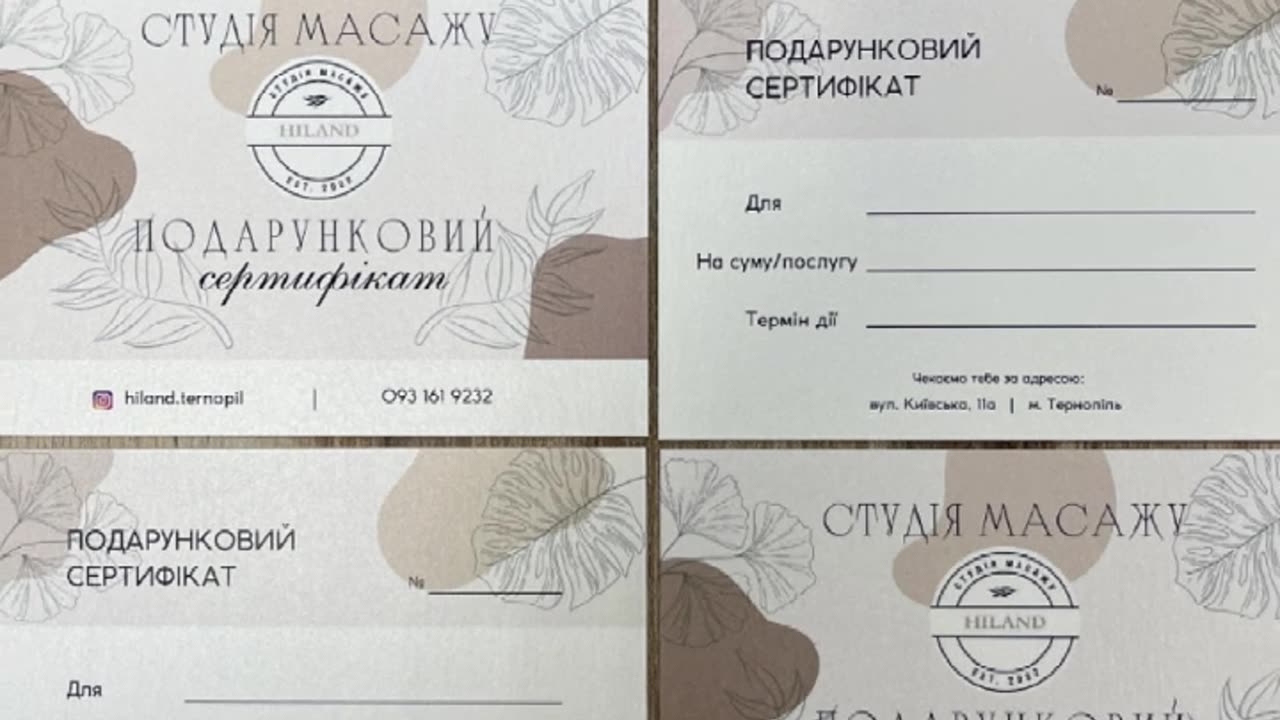 СТУДІЯ МАСАЖУ
СТУДІЯ МАСАЖУ
HILAND
EST. 2022
ПОДАРУНКОВИЙ
сертифікат
hiland.ternopil | 093 161 9232
ПОДАРУНКОВИЙ
СЕРТИФІКАТ
№
Для
На суму/послугу
Термін дії
Чекаємо тебе за адресою:
вул. Київська, 11а | м. Тернопіль
ПОДАРУНКОВИЙ
СЕРТИФІКАТ
№
Для
СТУДІЯ МАСАЖУ
СТУДІЯ МАСАЖУ
HILAND
EST. 2022
ПОДАРУНКОВИЙ